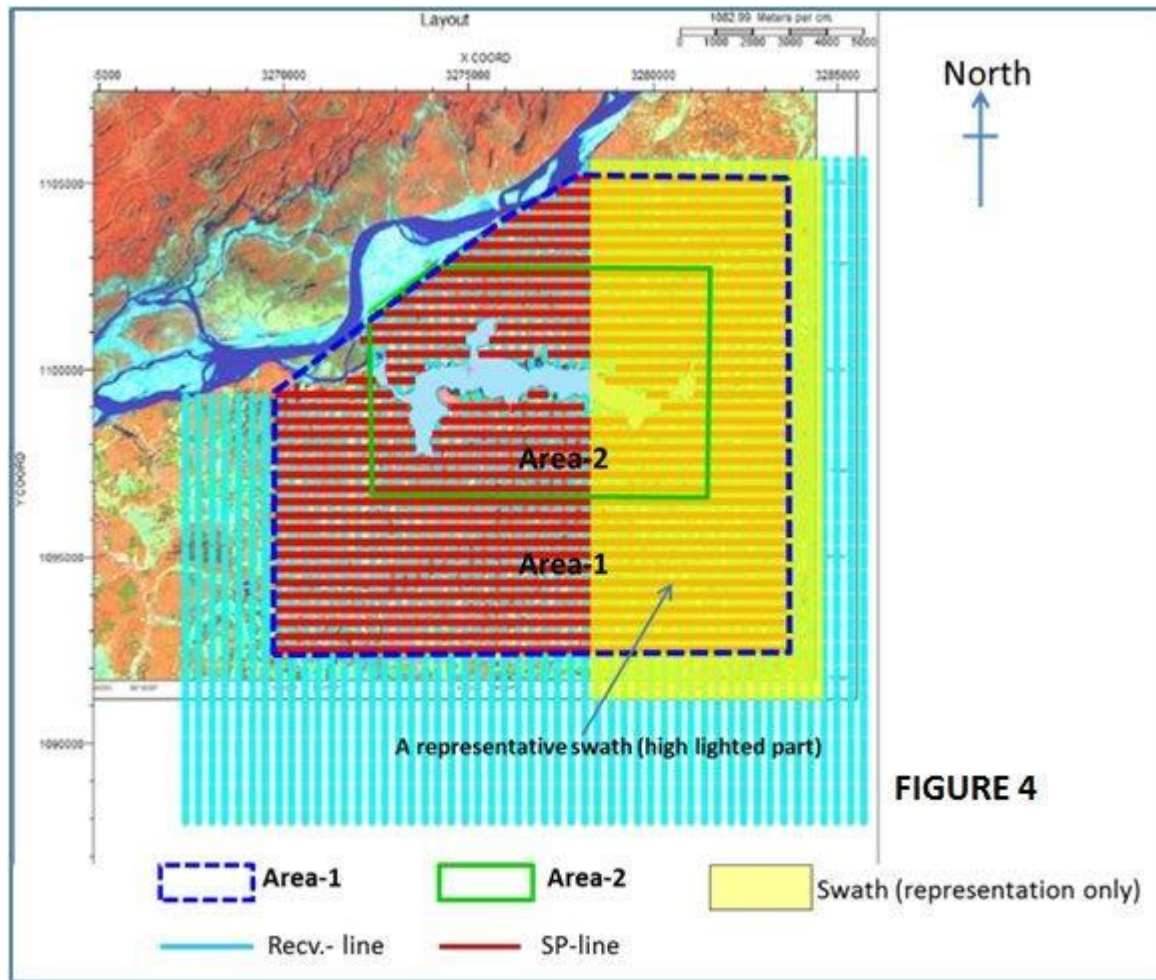 Layout
1082.99 Meters per cm.
0 1000 2000 3000 4000 5000
X COORD
5000 3270000 3275000 3280000 3285000
North
1105000
1100000
Y COORD
Area-2
1095000
Area-1
1090000
A representative swath (high lighted part)
FIGURE 4
Area-1 Area-2 Swath (representation only)
Recv.- line SP-line